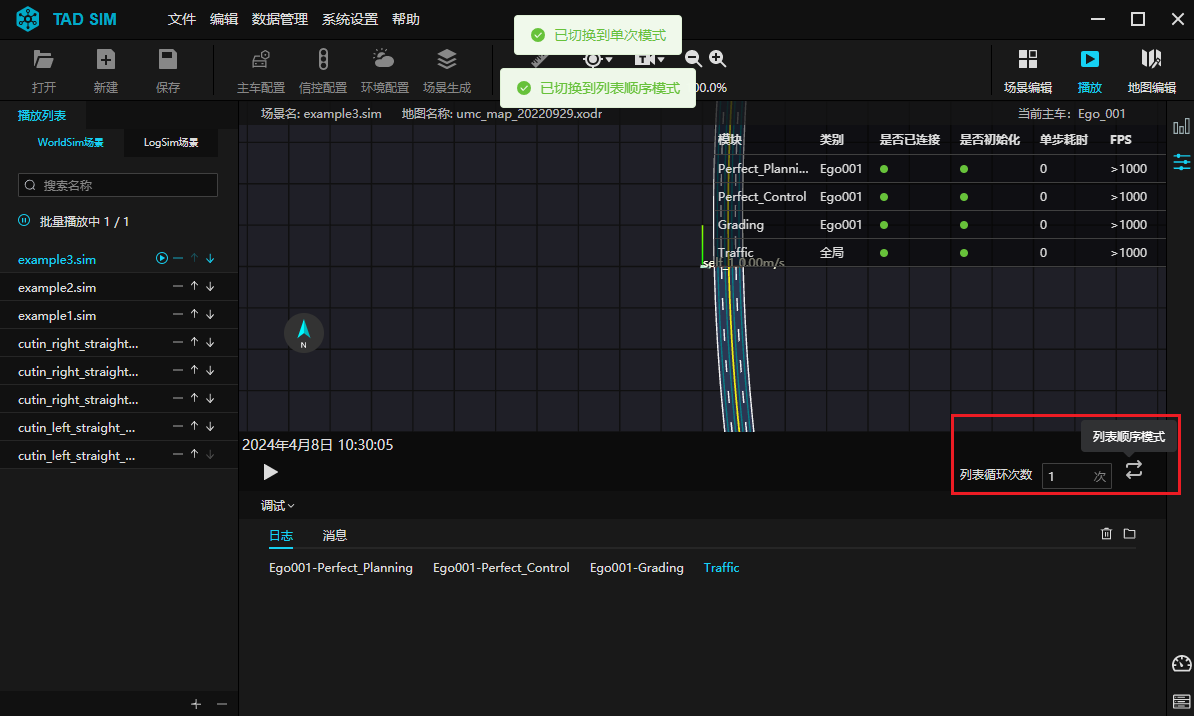 TAD SIM
文件 编辑 数据管理 系统设置 帮助
已切换到单次模式
已切换到列表顺序模式
打开 新建 保存 主车配置 信控配置 环境配置 场景生成 00.0% 场景编辑 播放 地图编辑
播放列表
WorldSim场景 LogSim场景
搜索名称
批量播放中 1 / 1
example3.sim
example2.sim
example1.sim
cutin_right_straight...
cutin_right_straight...
cutin_right_straight...
cutin_left_straight_...
cutin_left_straight_...
场景名: example3.sim 地图名称: umc_map_20220929.xodr 当前主车: Ego_001
模块 类别 是否已连接 是否初始化 单步耗时 FPS
Perfect_Planni... Ego001 0 >1000
Perfect_Control Ego001 0 >1000
Grading Ego001 0 >1000
Traffic 全局 0 >1000
self_1 0.00m/s
N
2024年4月8日 10:30:05
列表顺序模式
列表循环次数 1 次
调试
日志 消息
Ego001-Perfect_Planning Ego001-Perfect_Control Ego001-Grading Traffic